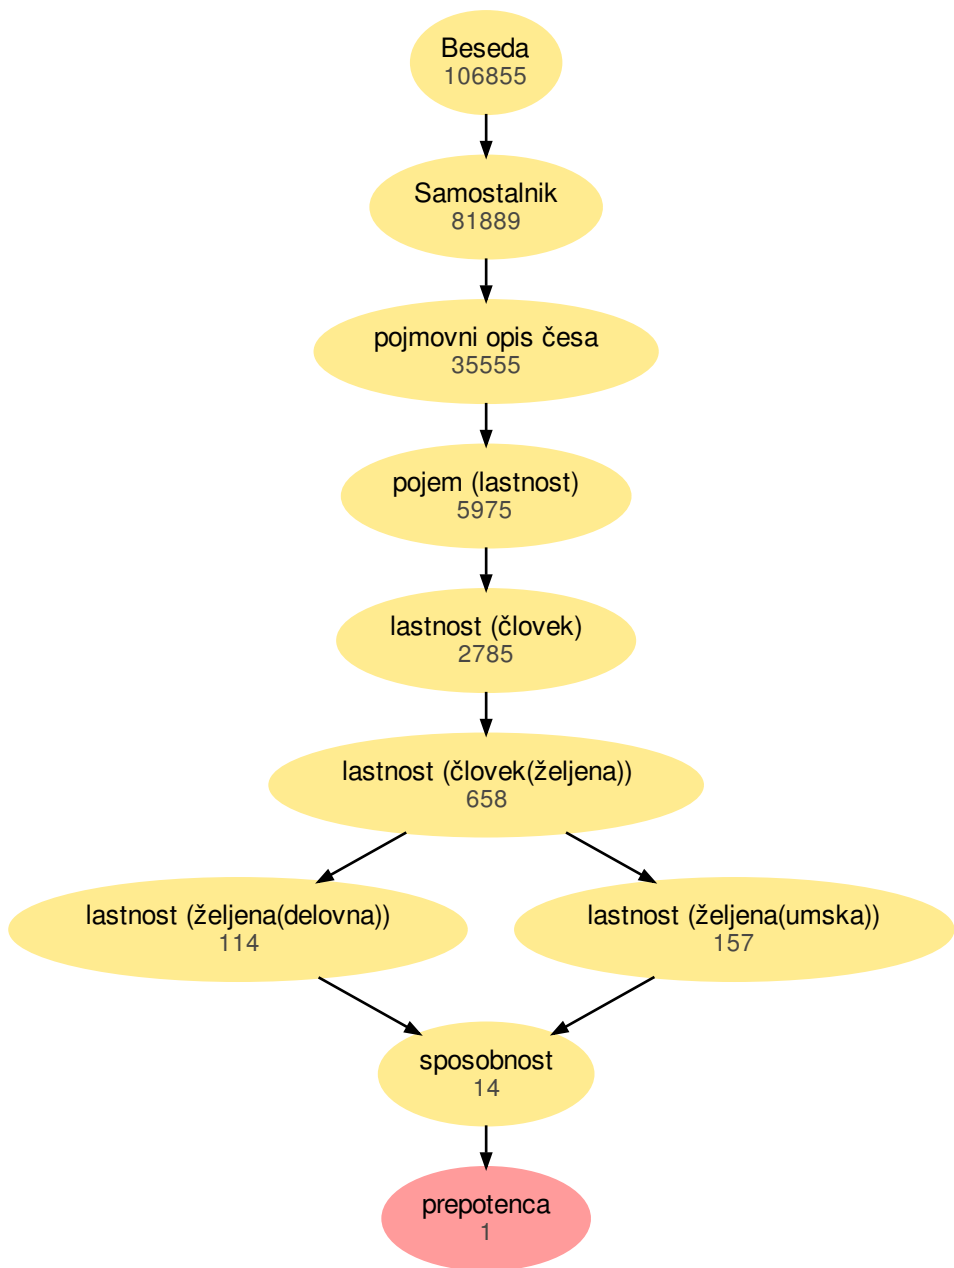 Beseda
106855
Samostalnik
81889
pojmovni opis česa
35555
pojem (lastnost)
5975
lastnost (človek)
2785
lastnost (človek(željena))
658
lastnost (željena(delovna))
114
lastnost (željena(umska))
157
sposobnost
14
prepotenca
1